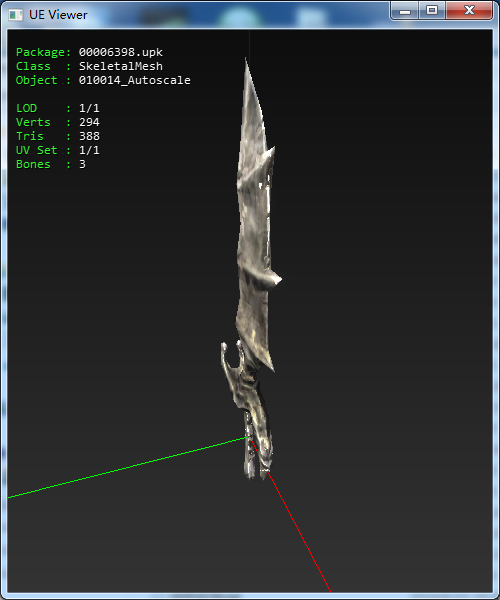 UE Viewer
Package: 00006398.upk
Class : SkeletalMesh
Object : 010014_Autoscale
LOD : 1/1
Verts : 294
Tris : 388
UV Set : 1/1
Bones : 3